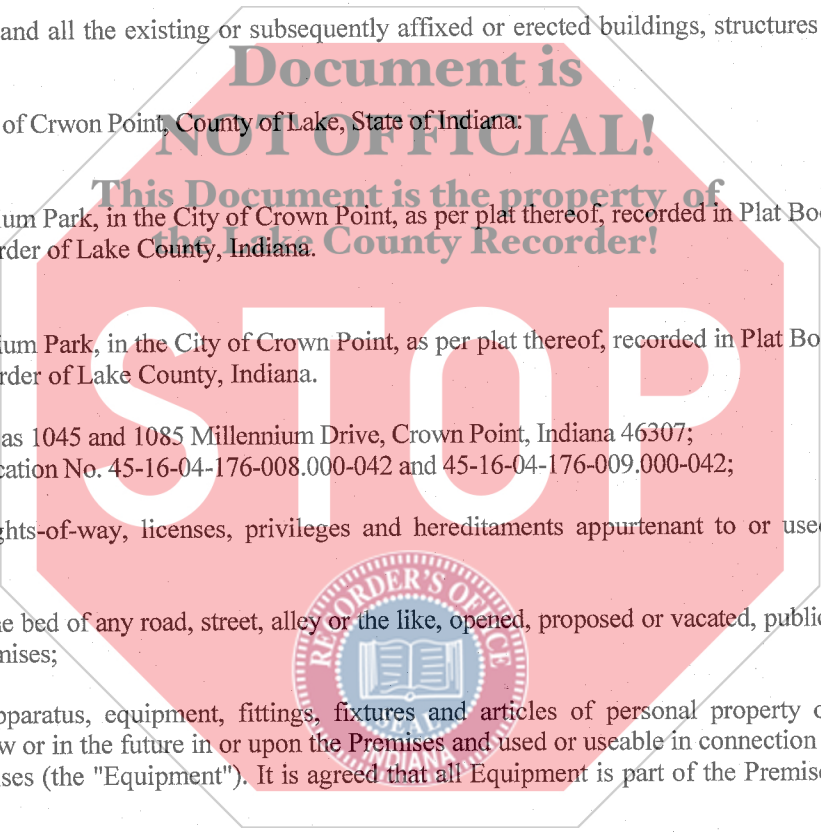 and all the existing or subsequently affixed or erected buildings, structures
Document is
of Crwon Point, County of Lake, State of Indiana:
NOT OFFICIAL!
This Document is the property of
ium Park, in the City of Crown Point, as per plat thereof, recorded in Plat Bo
the Lake County Recorder!
rder of Lake County, Indiana.
ium Park, in the City of Crown Point, as per plat thereof, recorded in Plat Bo
rder of Lake County, Indiana.
STOP
as 1045 and 1085 Millennium Drive, Crown Point, Indiana 46307;
cation No. 45-16-04-176-008.000-042 and 45-16-04-176-009.000-042;
ghts-of-way, licenses, privileges and hereditaments appurtenant to or used
e bed of any road, street, alley or the like, opened, proposed or vacated, public
mises;
RECORDER'S OFFICE
SEAL
INDIANA
pparatus, equipment, fittings, fixtures and articles of personal property o
w or in the future in or upon the Premises and used or useable in connection
ises (the "Equipment"). It is agreed that all Equipment is part of the Premise